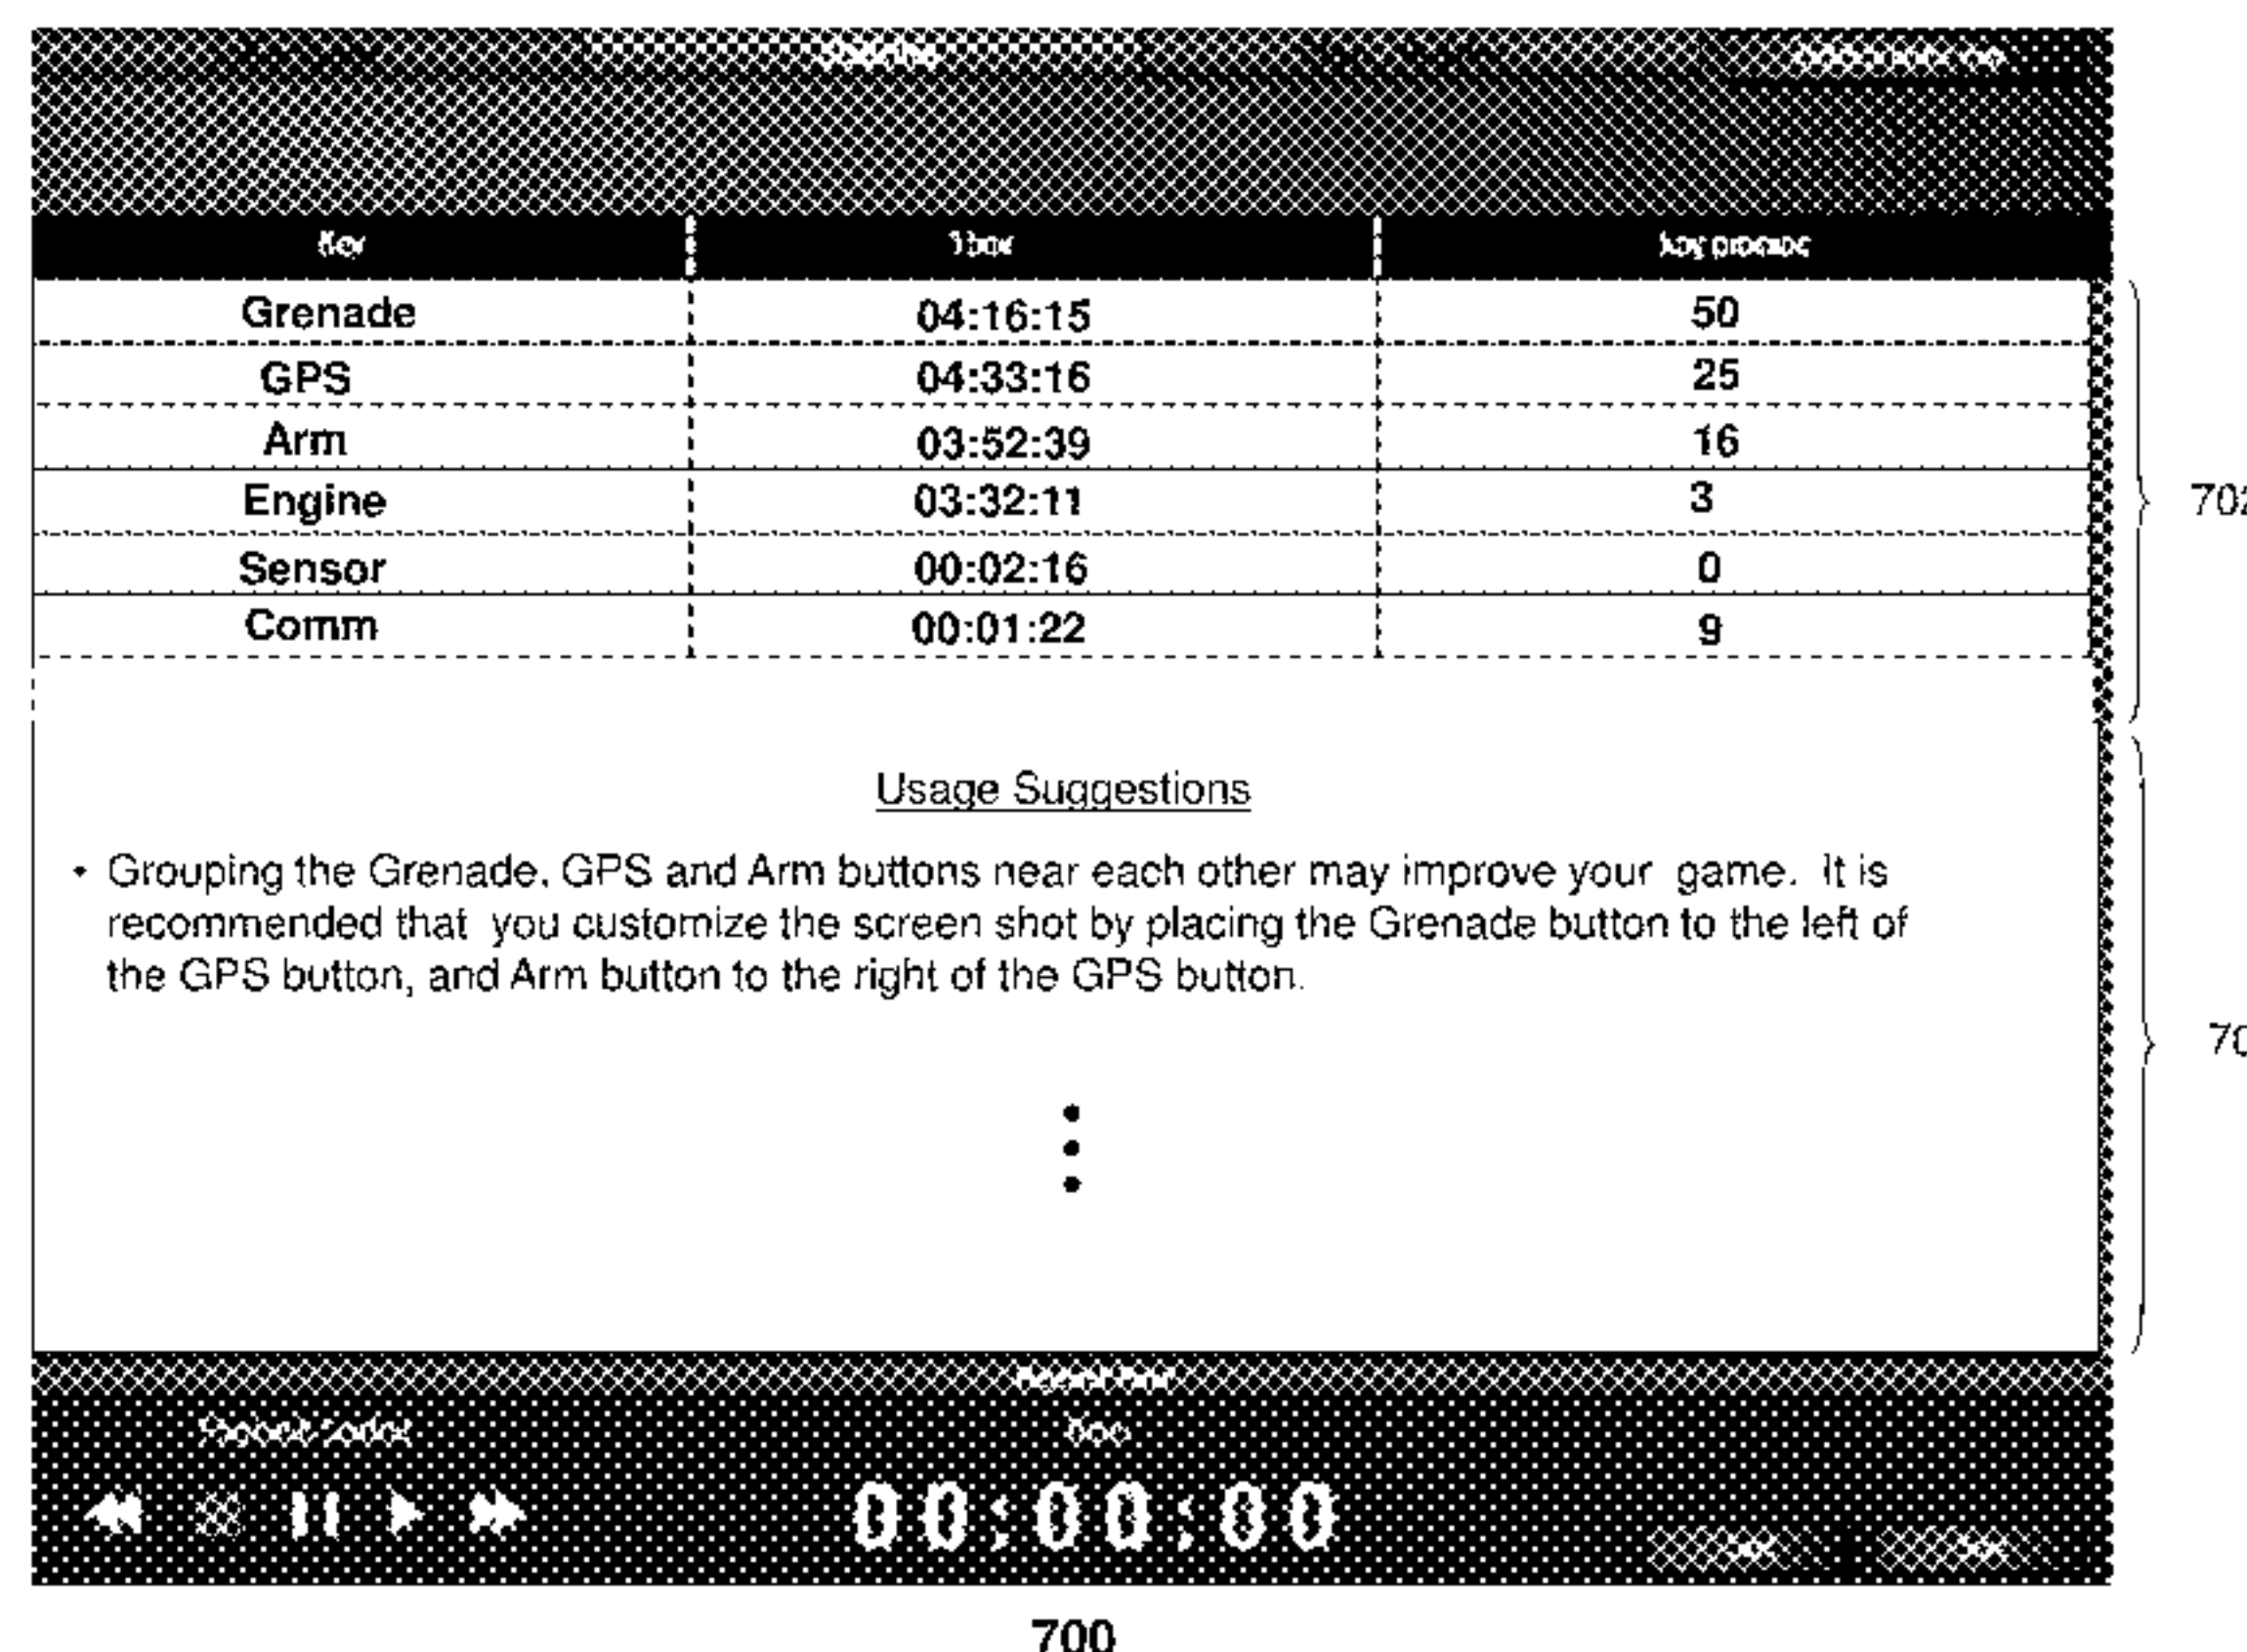 Key Time
Grenade 04:16:15 50
GPS 04:33:16 25
Arm 03:52:39 16
Engine 03:32:11 3
Sensor 00:02:16 0
Comm 00:01:22 9
702
Usage Suggestions
• Grouping the Grenade, GPS and Arm buttons near each other may improve your game. It is
recommended that you customize the screen shot by placing the Grenade button to the left of
the GPS button, and Arm button to the right of the GPS button.
70
00:00:00
700